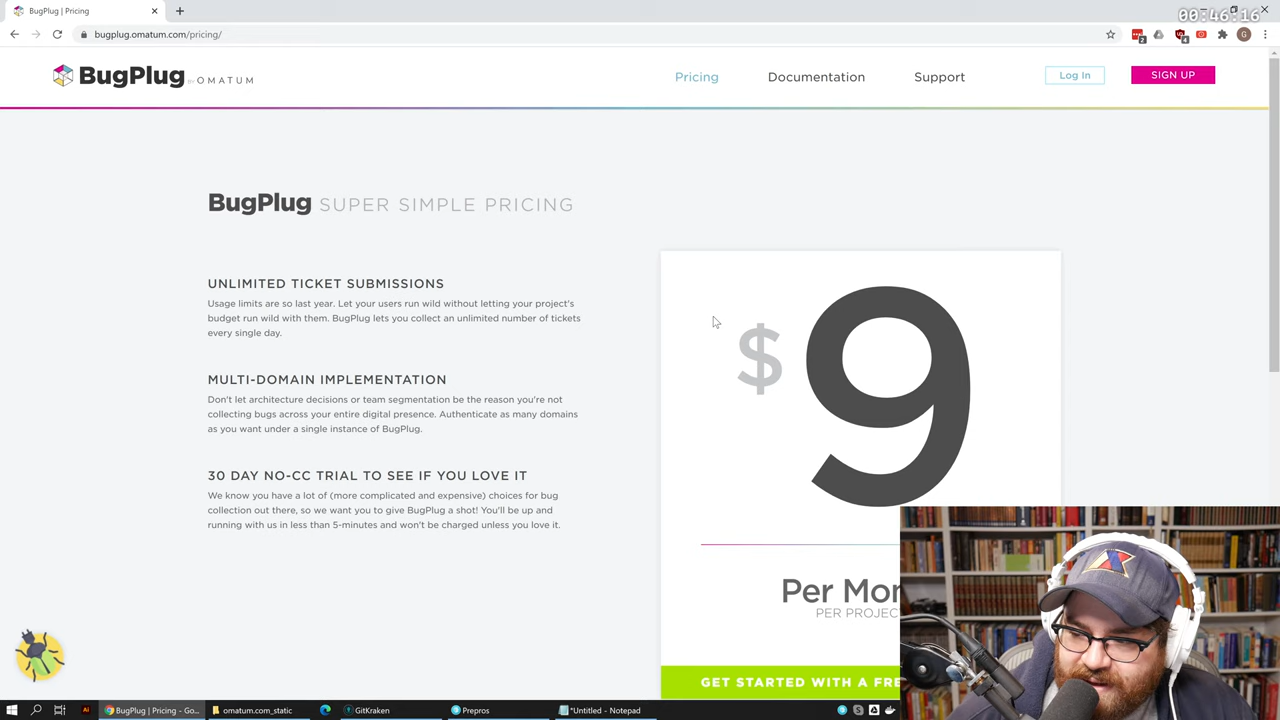 BugPlug | Pricing
00:46:16
bugplug.omatum.com/pricing/
BugPlug BY OMATUM
Pricing
Documentation
Support
Log In
SIGN UP
BugPlug SUPER SIMPLE PRICING
UNLIMITED TICKET SUBMISSIONS
Usage limits are so last year. Let your users run wild without letting your project's
budget run wild with them. BugPlug lets you collect an unlimited number of tickets
every single day.
MULTI-DOMAIN IMPLEMENTATION
Don't let architecture decisions or team segmentation be the reason you're not
collecting bugs across your entire digital presence. Authenticate as many domains
as you want under a single instance of BugPlug.
30 DAY NO-CC TRIAL TO SEE IF YOU LOVE IT
We know you have a lot of (more complicated and expensive) choices for bug
collection out there, so we want you to give BugPlug a shot! You'll be up and
running with us in less than 5-minutes and won't be charged unless you love it.
$9
Per Mon
PER PROJEC
GET STARTED WITH A FRE
BugPlug | Pricing - Go...
omatum.com_static
GitKraken
Prepros
*Untitled - Notepad